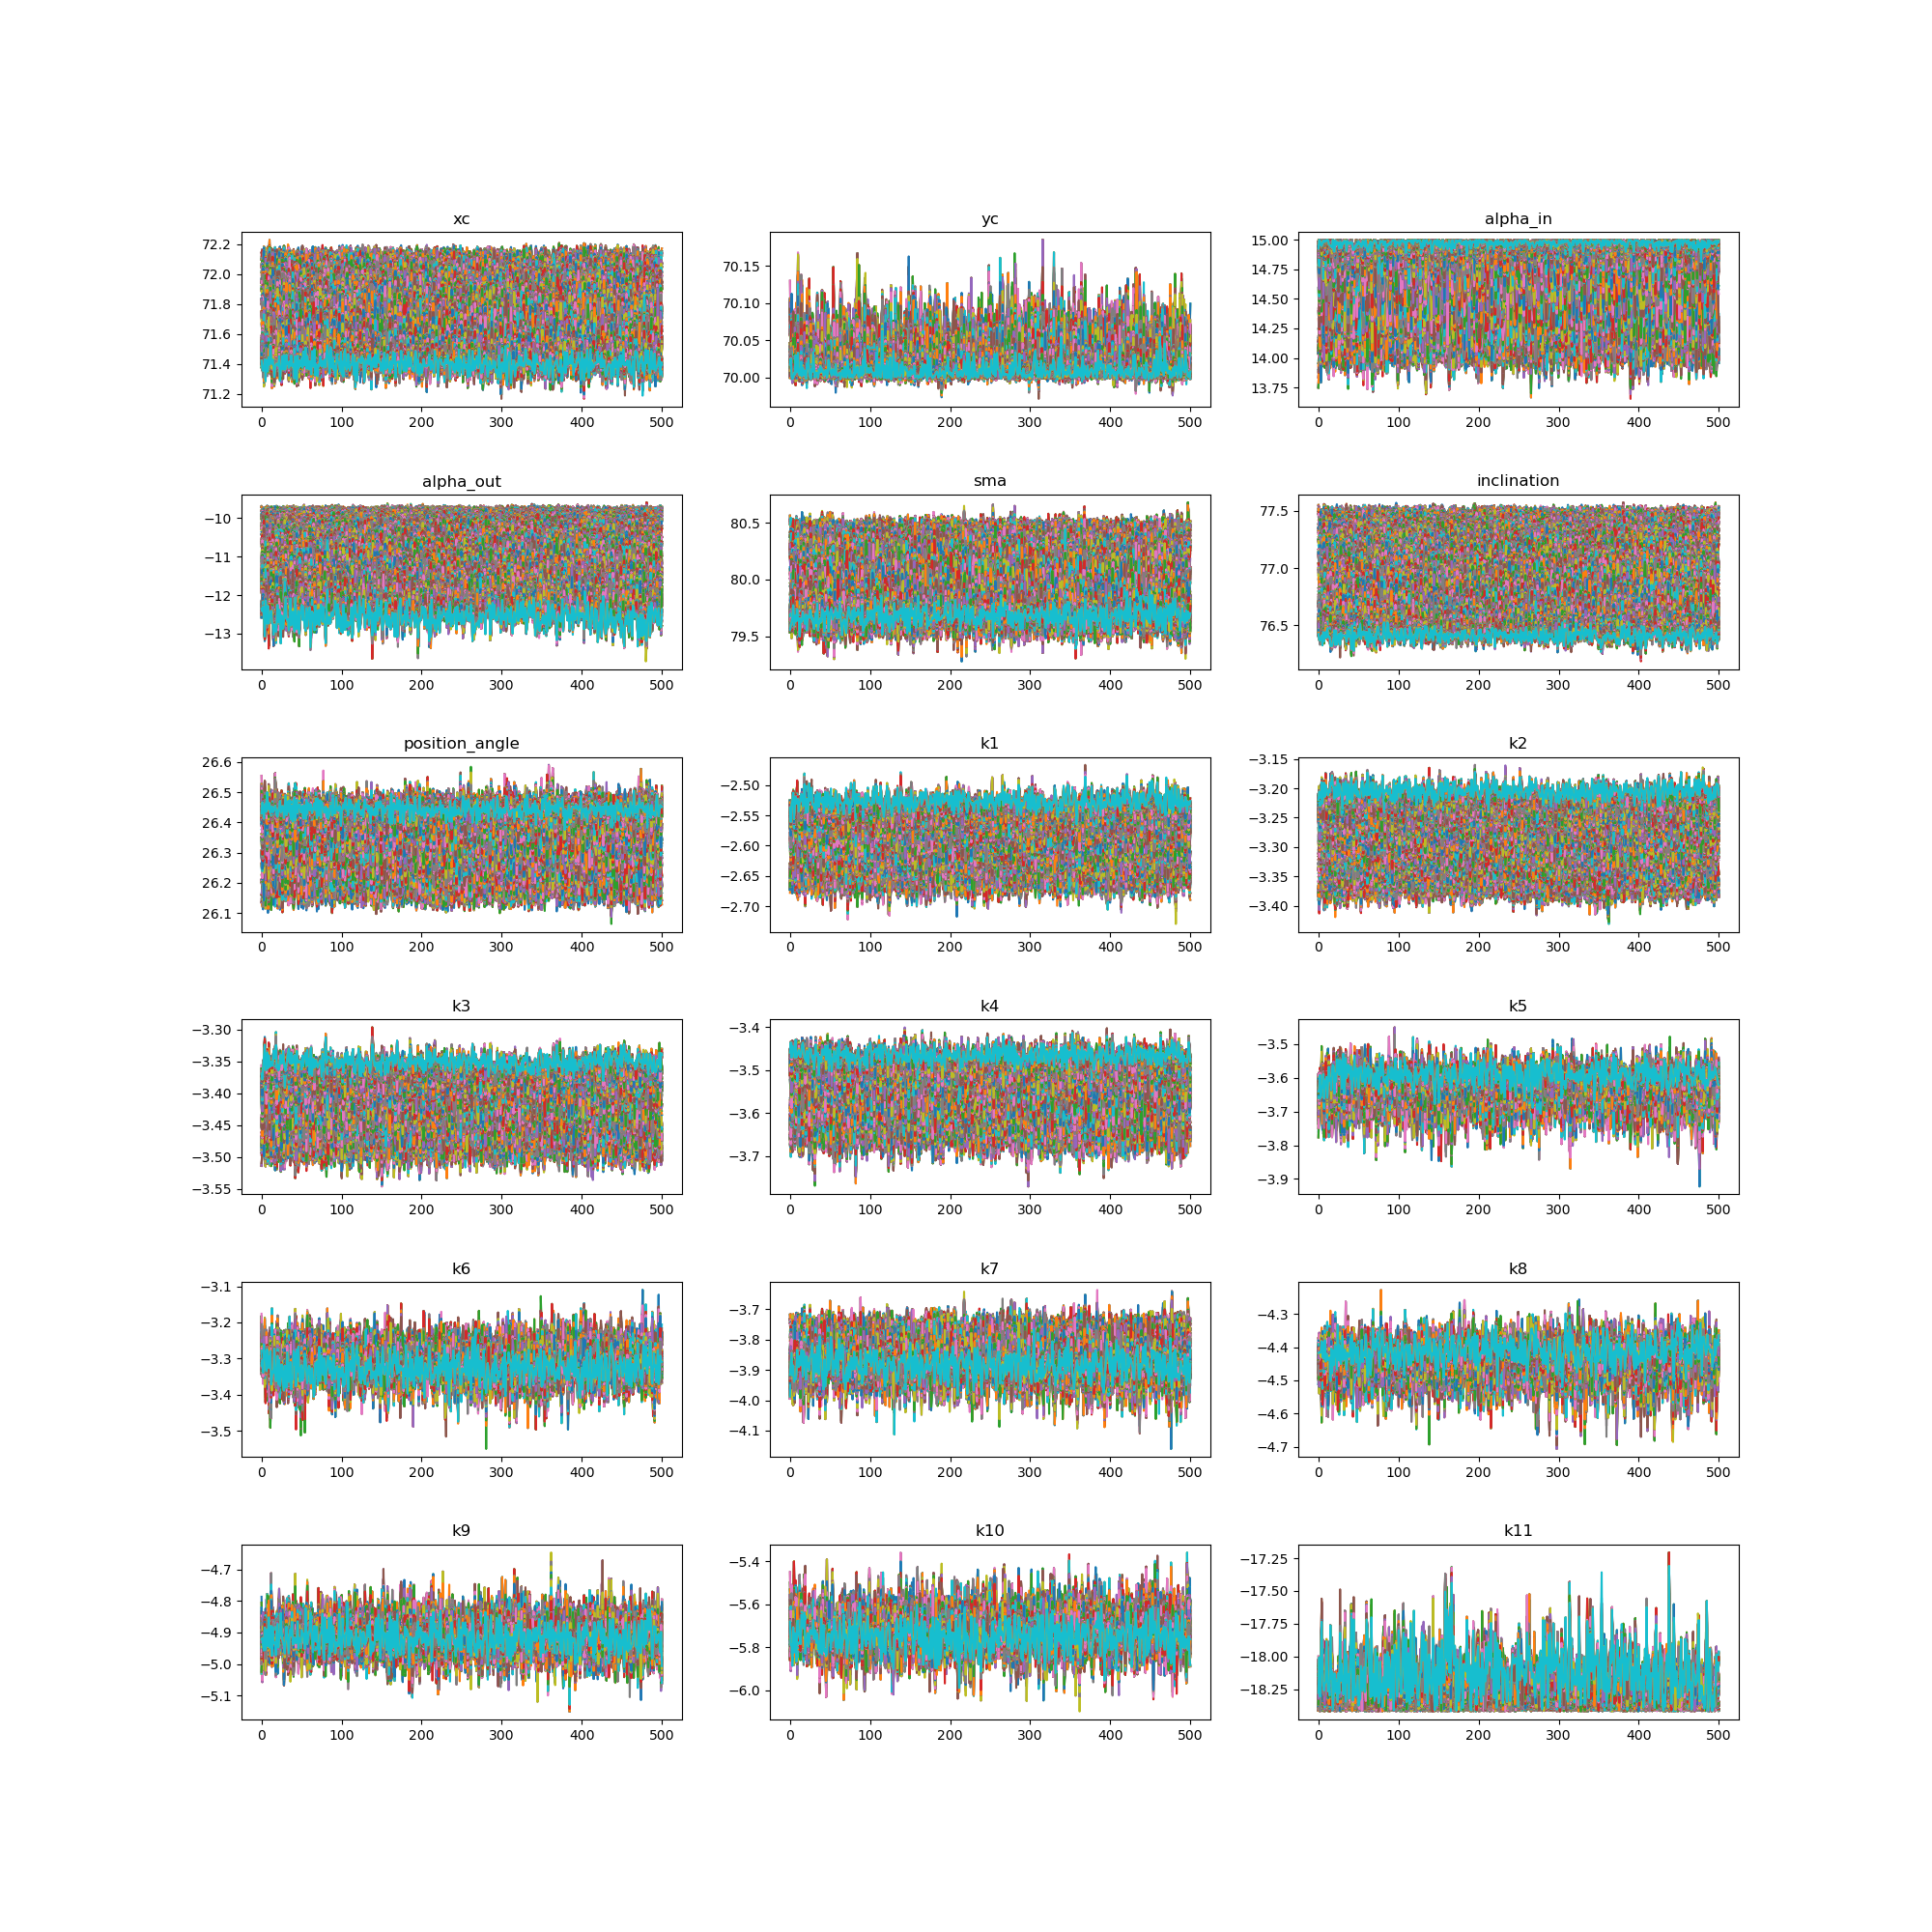 xc yc alpha_in
72.2 72.0 71.8 71.6 71.4 71.2
70.15 70.10 70.05 70.00
15.00 14.75 14.50 14.25 14.00 13.75
0 100 200 300 400 500 0 100 200 300 400 500 0 100 200 300 400 500
alpha_out sma inclination
−10 −11 −12 −13
80.5 80.0 79.5
77.5 77.0 76.5
0 100 200 300 400 500 0 100 200 300 400 500 0 100 200 300 400 500
position_angle k1 k2
26.6 26.5 26.4 26.3 26.2 26.1
−2.50 −2.55 −2.60 −2.65 −2.70
−3.15 −3.20 −3.25 −3.30 −3.35 −3.40
0 100 200 300 400 500 0 100 200 300 400 500 0 100 200 300 400 500
k3 k4 k5
−3.30 −3.35 −3.40 −3.45 −3.50 −3.55
−3.4 −3.5 −3.6 −3.7
−3.5 −3.6 −3.7 −3.8 −3.9
0 100 200 300 400 500 0 100 200 300 400 500 0 100 200 300 400 500
k6 k7 k8
−3.1 −3.2 −3.3 −3.4 −3.5
−3.7 −3.8 −3.9 −4.0 −4.1
−4.3 −4.4 −4.5 −4.6 −4.7
0 100 200 300 400 500 0 100 200 300 400 500 0 100 200 300 400 500
k9 k10 k11
−4.7 −4.8 −4.9 −5.0 −5.1
−5.4 −5.6 −5.8 −6.0
−17.25 −17.50 −17.75 −18.00 −18.25
0 100 200 300 400 500 0 100 200 300 400 500 0 100 200 300 400 500